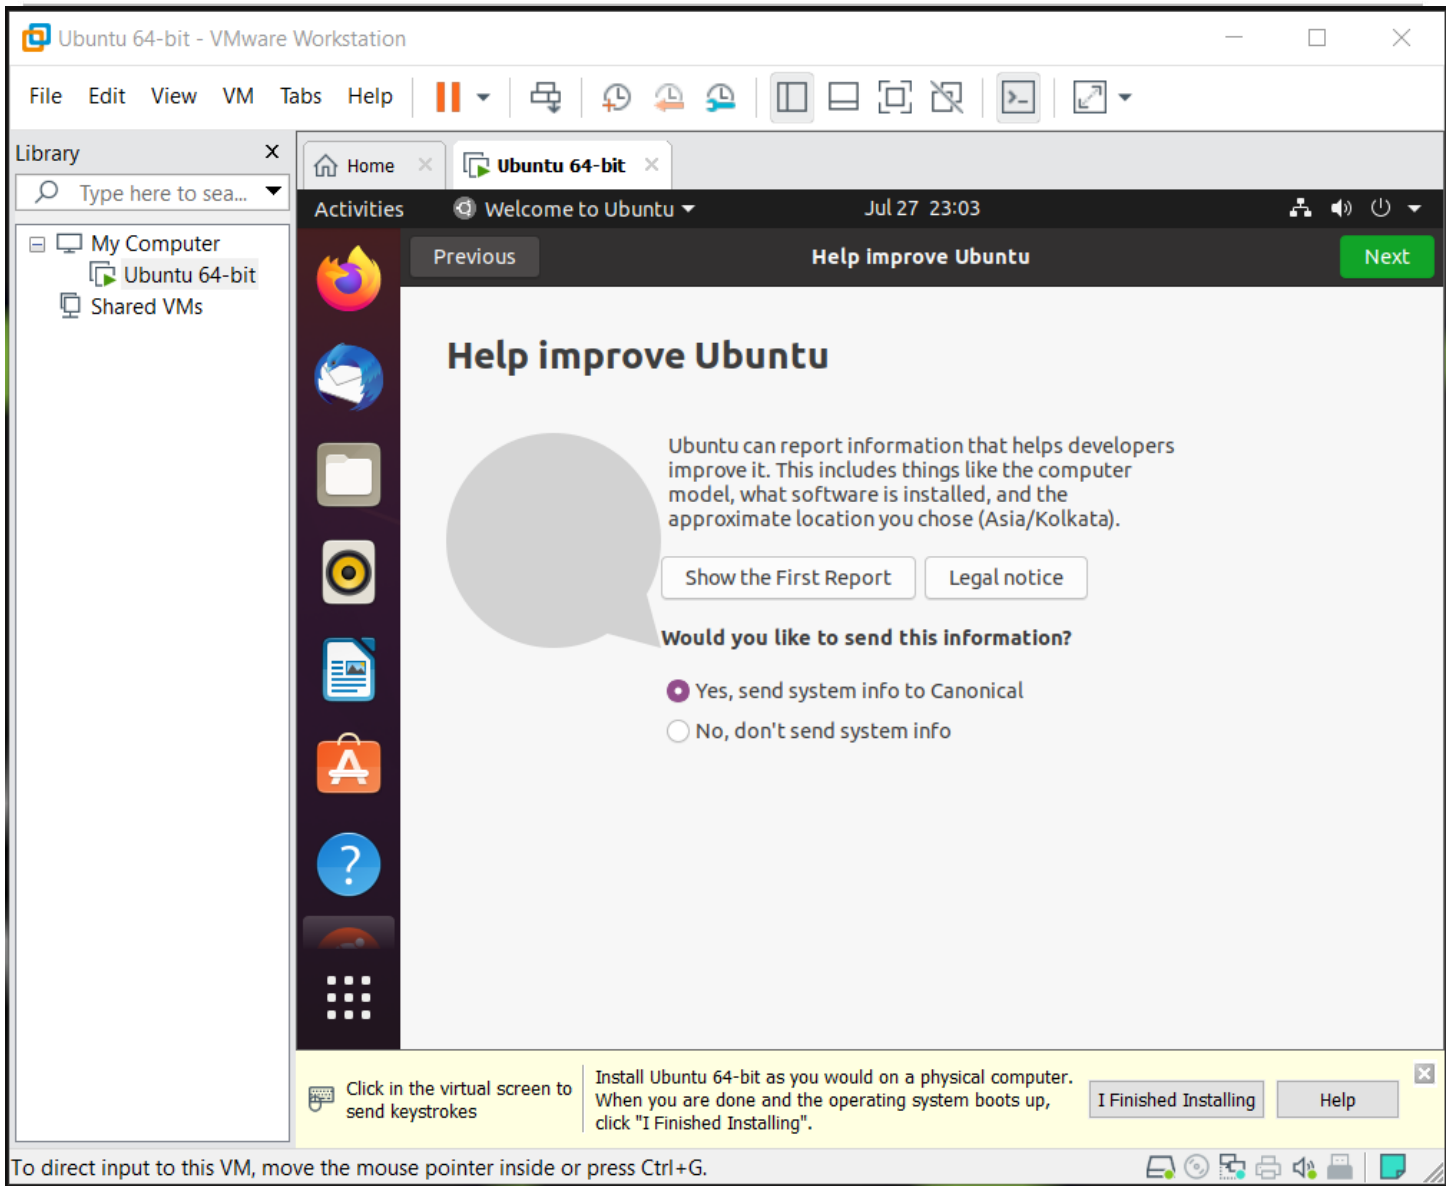 Ubuntu 64-bit - VMware Workstation
File Edit View VM Tabs Help
Library
Type here to sea...
My Computer
Ubuntu 64-bit
Shared VMs
Home
Ubuntu 64-bit
Activities
Welcome to Ubuntu
Jul 27 23:03
Previous
Help improve Ubuntu
Next
Help improve Ubuntu
Ubuntu can report information that helps developers
improve it. This includes things like the computer
model, what software is installed, and the
approximate location you chose (Asia/Kolkata).
Show the First Report
Legal notice
Would you like to send this information?
Yes, send system info to Canonical
No, don't send system info
Click in the virtual screen to
send keystrokes
Install Ubuntu 64-bit as you would on a physical computer.
When you are done and the operating system boots up,
click "I Finished Installing".
I Finished Installing
Help
To direct input to this VM, move the mouse pointer inside or press Ctrl+G.